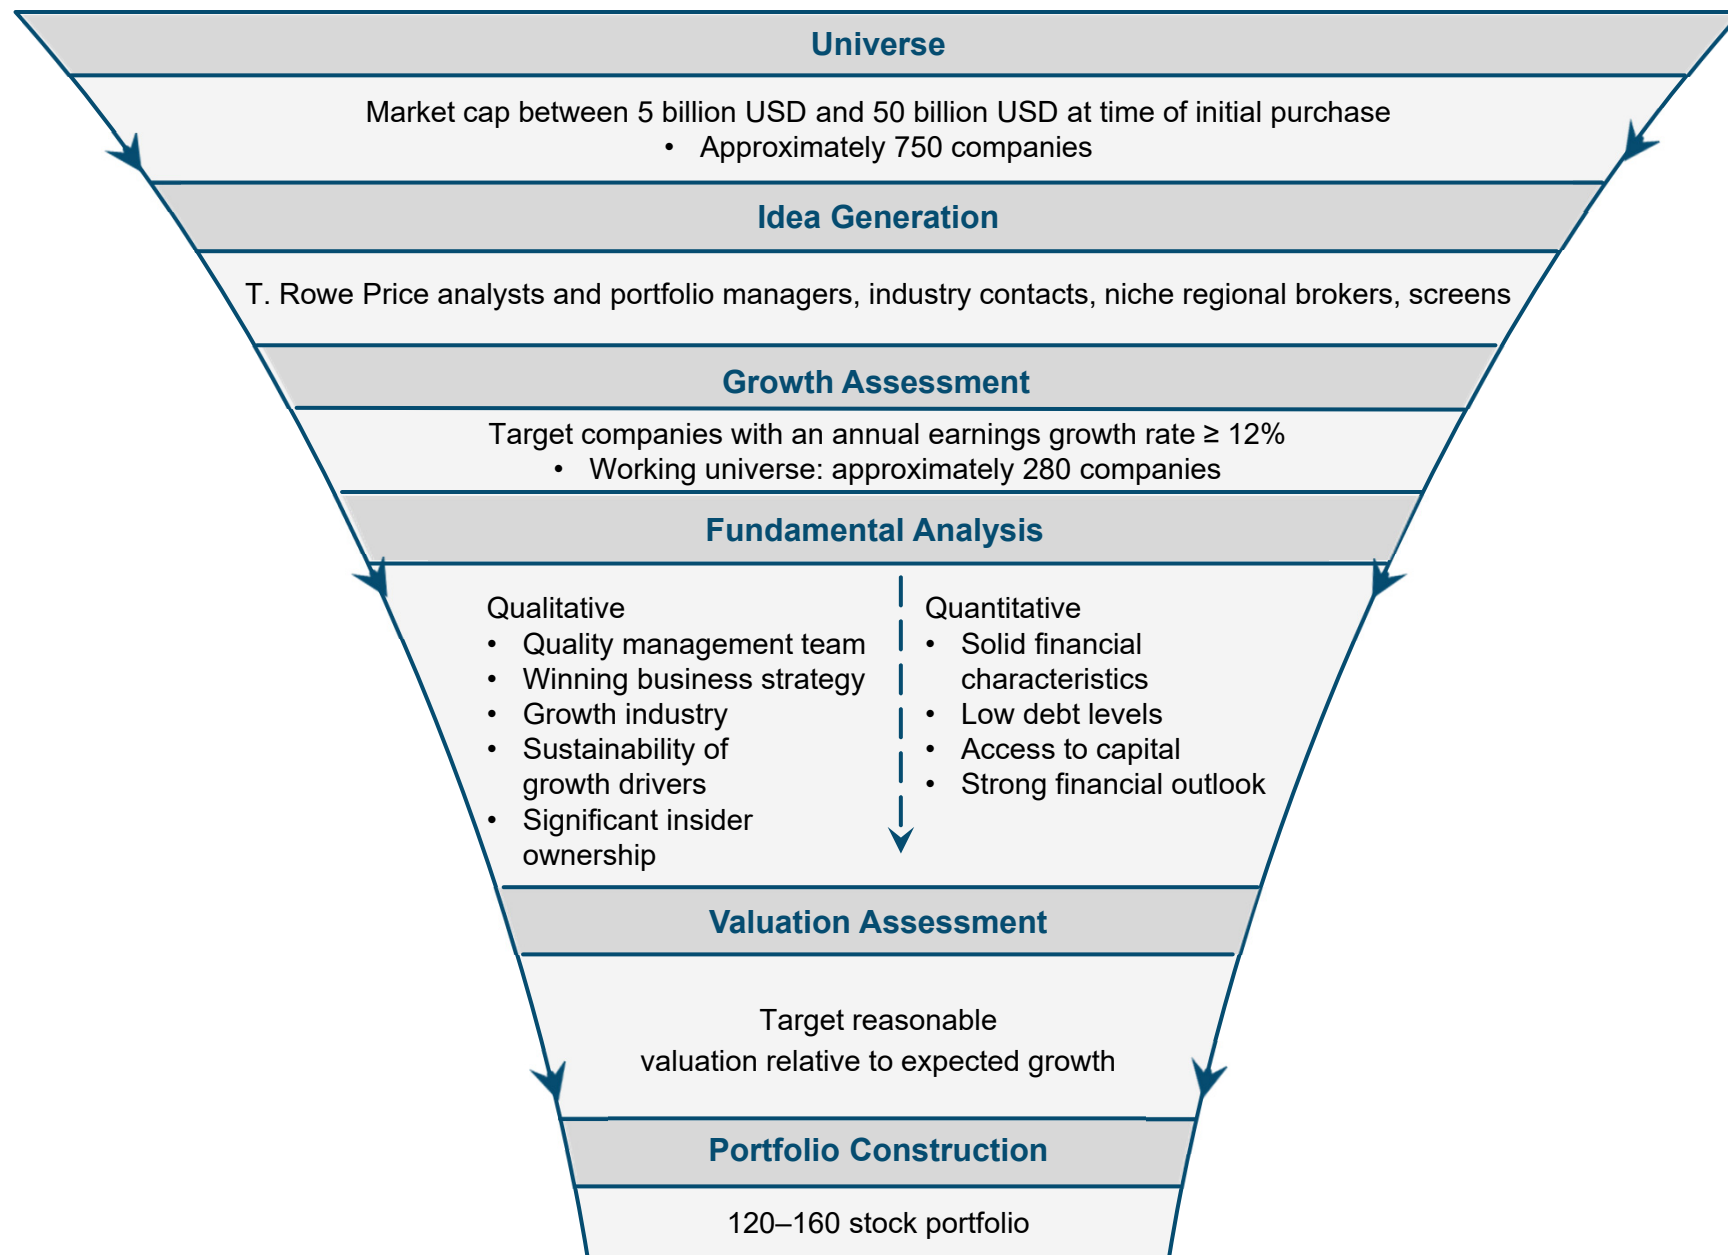 Universe
Market cap between 5 billion USD and 50 billion USD at time of initial purchase
• Approximately 750 companies
Idea Generation
T. Rowe Price analysts and portfolio managers, industry contacts, niche regional brokers, screens
Growth Assessment
Target companies with an annual earnings growth rate ≥ 12%
• Working universe: approximately 280 companies
Fundamental Analysis
Qualitative
• Quality management team
• Winning business strategy
• Growth industry
• Sustainability of
growth drivers
• Significant insider
ownership
Quantitative
• Solid financial
characteristics
• Low debt levels
• Access to capital
• Strong financial outlook
Valuation Assessment
Target reasonable
valuation relative to expected growth
Portfolio Construction
120–160 stock portfolio